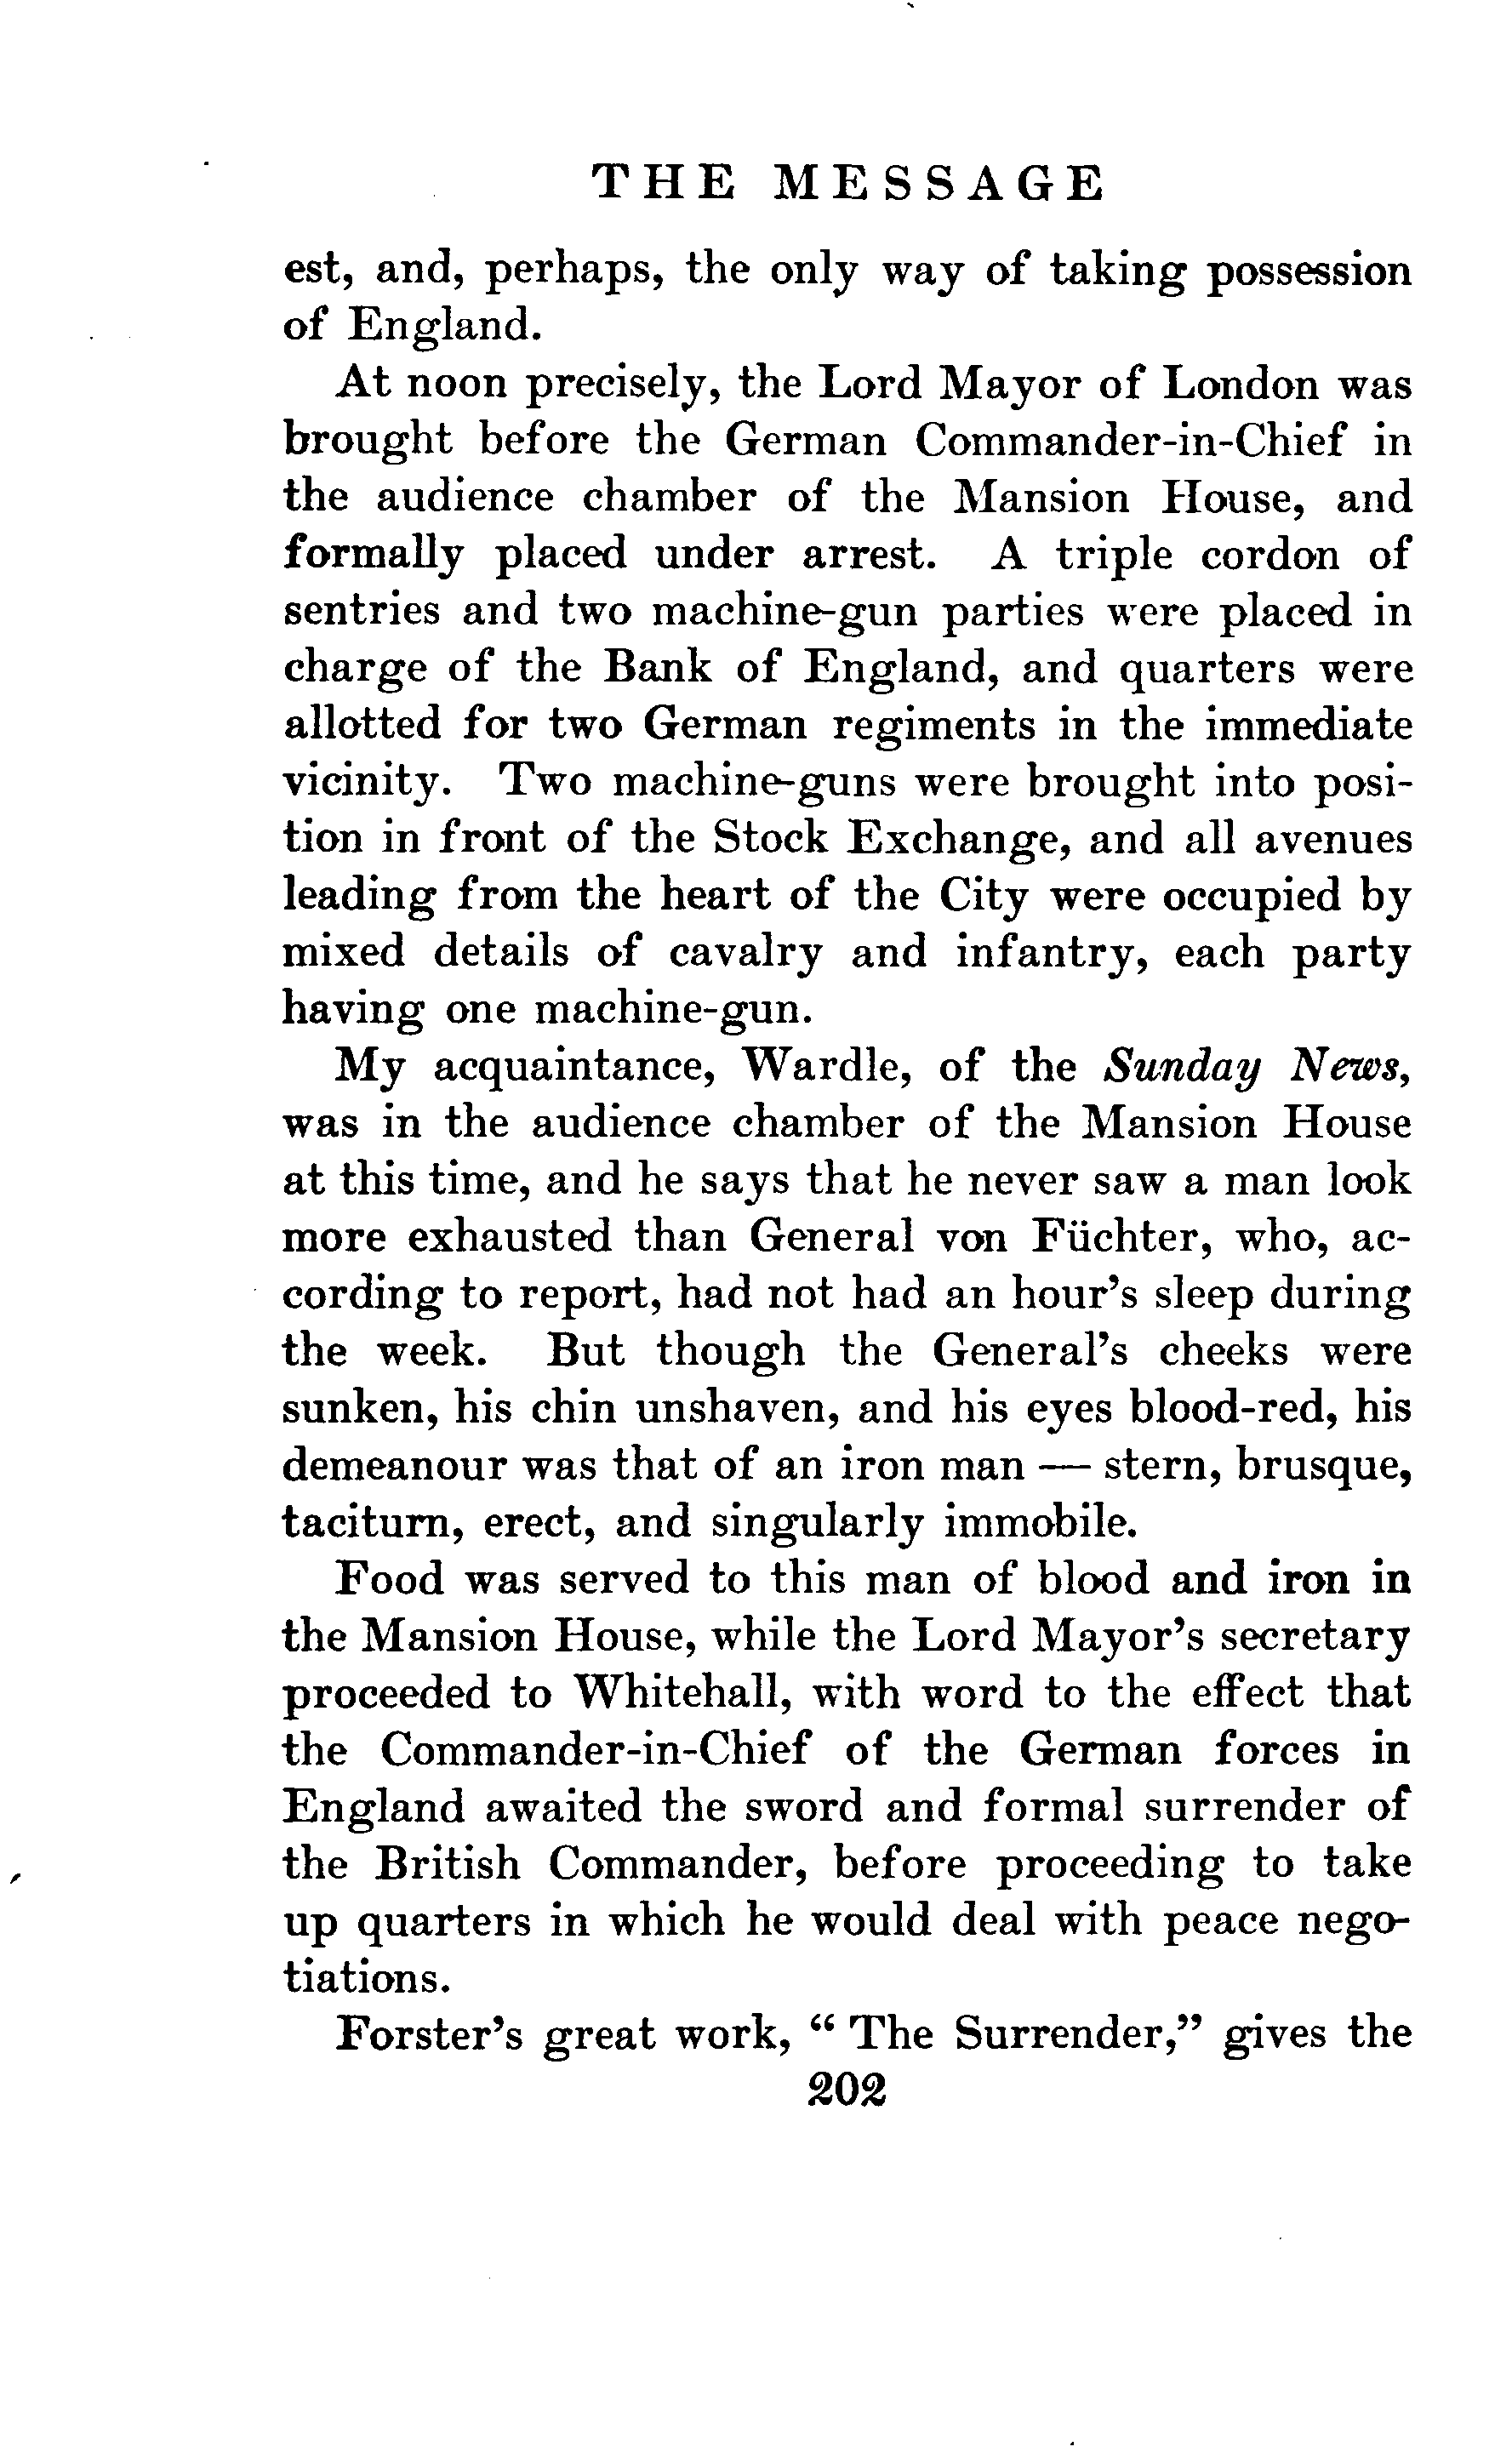 THE MESSAGE
est, and, perhaps, the only way of taking possession
of England.
At noon precisely, the Lord Mayor of London was
brought before the German Commander-in-Chief in
the audience chamber of the Mansion House, and
formally placed under arrest. A triple cordon of
sentries and two machine-gun parties were placed in
charge of the Bank of England, and quarters were
allotted for two German regiments in the immediate
vicinity. Two machine-guns were brought into posi-
tion in front of the Stock Exchange, and all avenues
leading from the heart of the City were occupied by
mixed details of cavalry and infantry, each party
having one machine-gun.
My acquaintance, Wardle, of the Sunday News,
was in the audience chamber of the Mansion House
at this time, and he says that he never saw a man look
more exhausted than General von Füchter, who, ac-
cording to report, had not had an hour's sleep during
the week. But though the General's cheeks were
sunken, his chin unshaven, and his eyes blood-red, his
demeanour was that of an iron man — stern, brusque,
taciturn, erect, and singularly immobile.
Food was served to this man of blood and iron in
the Mansion House, while the Lord Mayor's secretary
proceeded to Whitehall, with word to the effect that
the Commander-in-Chief of the German forces in
England awaited the sword and formal surrender of
the British Commander, before proceeding to take
up quarters in which he would deal with peace nego-
tiations.
Forster's great work, “ The Surrender,” gives the
202